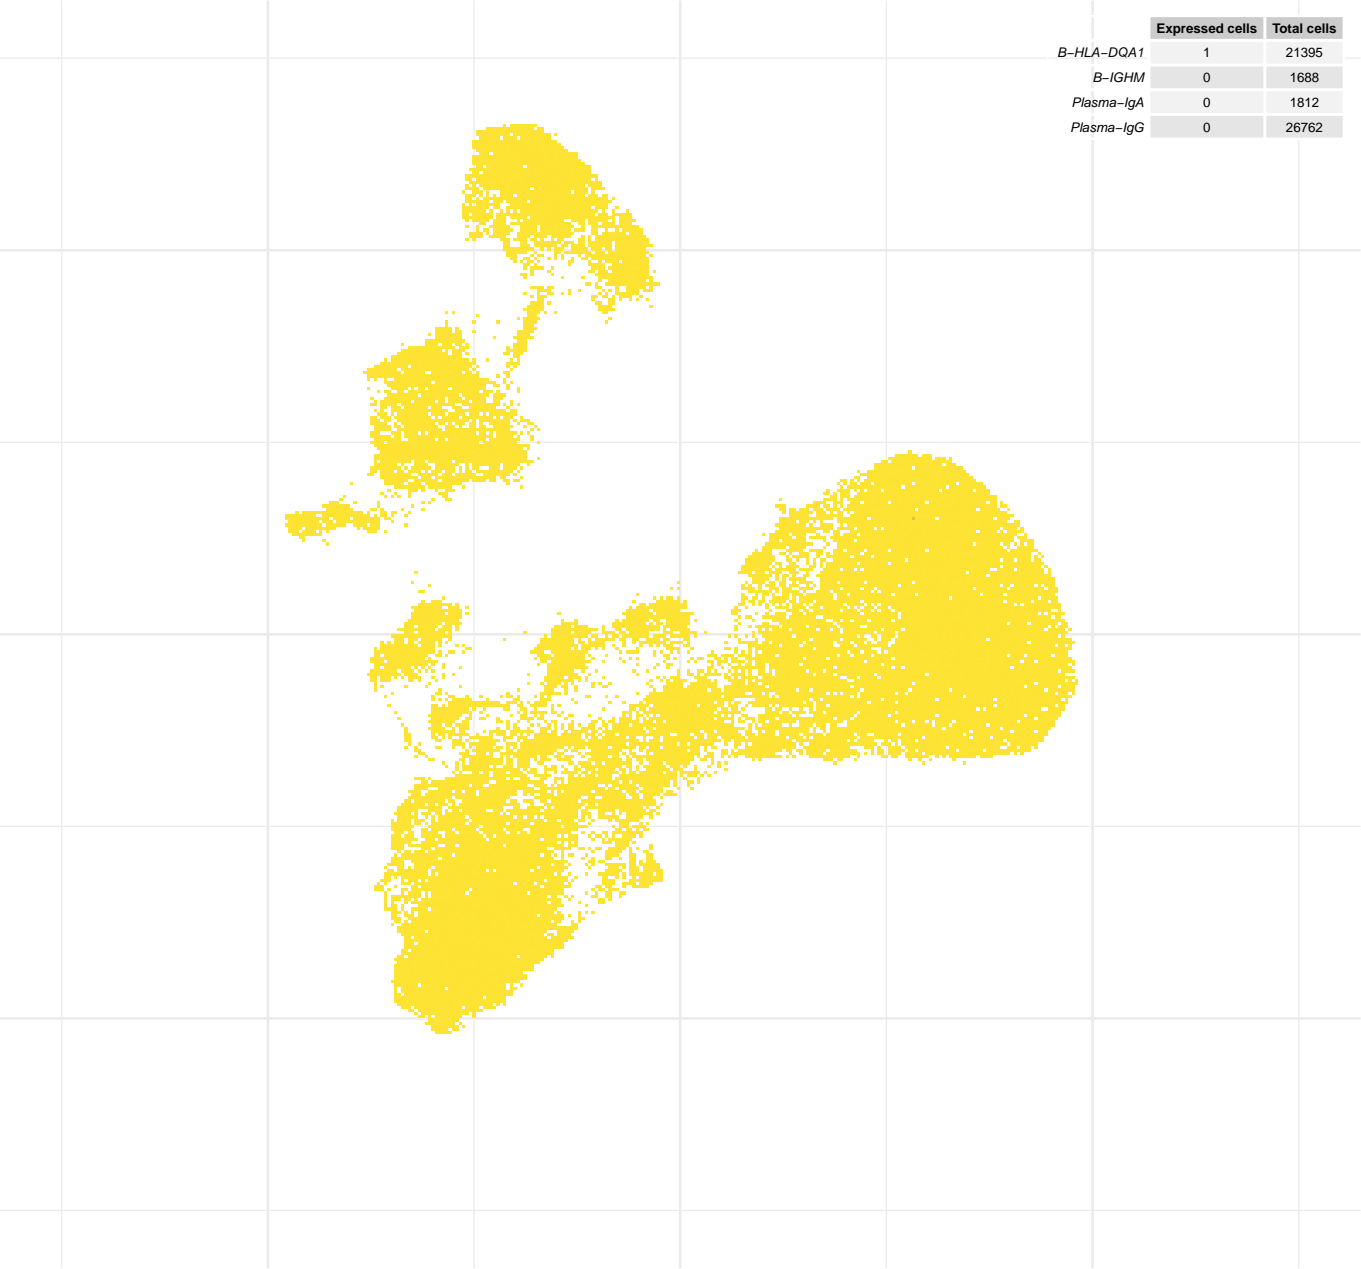 Expressed cells Total cells
B−HLA−DQA1 1 21395
B−IGHM 0 1688
Plasma−IgA 0 1812
Plasma−IgG 0 26762